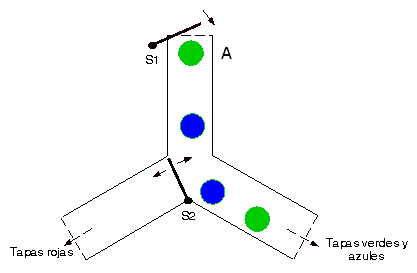 S1
A
S2
Tapas rojas
Tapas verdes y
azules